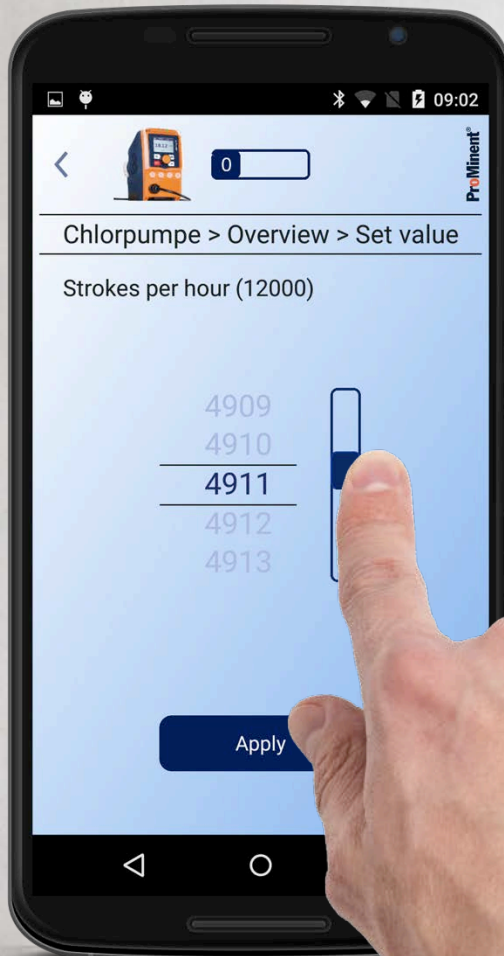 09:02
0
ProMinent®
Chlorpumpe > Overview > Set value
Strokes per hour (12000)
4909
4910
4911
4912
4913
Apply